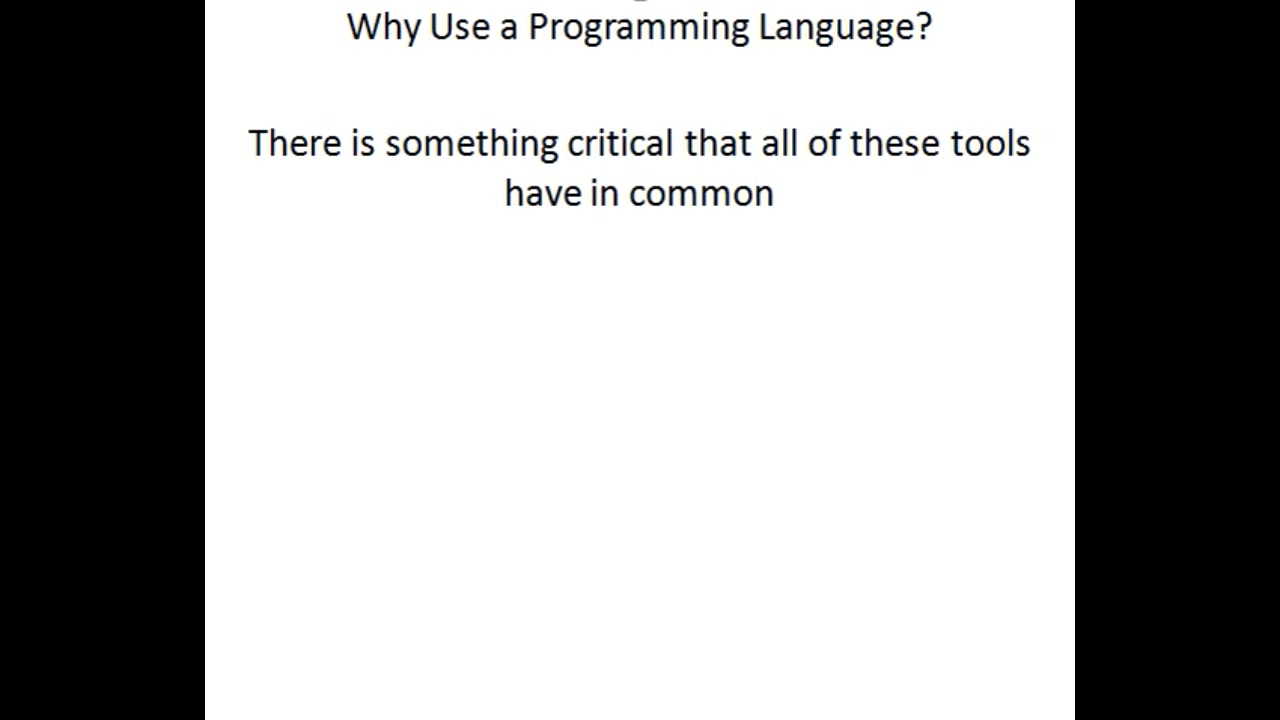 Why Use a Programming Language?
There is something critical that all of these tools
have in common